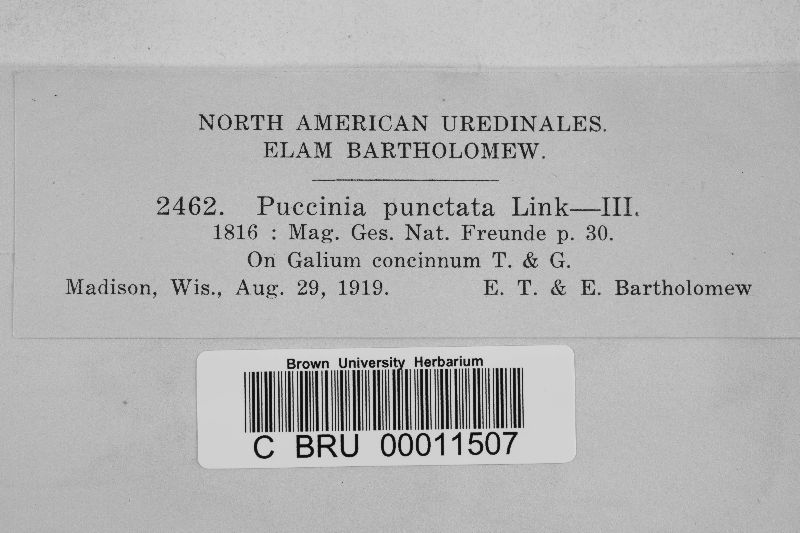 NORTH AMERICAN UREDINALES.
ELAM BARTHOLOMEW.
2462. Puccinia punctata Link—III.
1816 : Mag. Ges. Nat. Freunde p. 30.
On Galium concinnum T. & G.
Madison, Wis., Aug. 29, 1919. E. T. & E. Bartholomew
Brown University Herbarium
C BRU 00011507